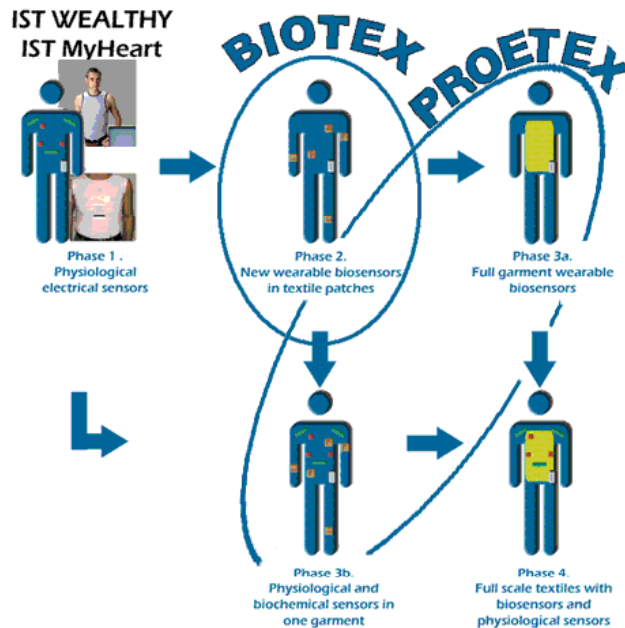 IST WEALTHY
IST MyHeart
BIOTEX
PROETEX
Phase 1 .
Physiological
electrical sensors
Phase 2.
New wearable biosensors
in textile patches
Phase 3a.
Full garment wearable
biosensors
Phase 3b.
Physiological and
biochemical sensors in
one garment
Phase 4.
Full scale textiles with
biosensors and
physiological sensors